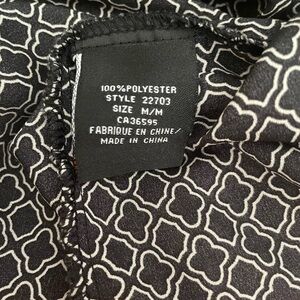 100% POLYESTER
STYLE 22703
SIZE M/M
CA36595
FABRIQUE EN CHINE/
MADE IN CHINA